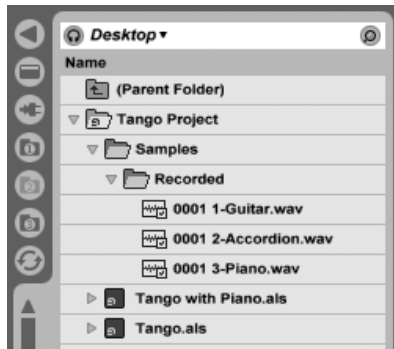 Desktop
Name
(Parent Folder)
Tango Project
Samples
Recorded
0001 1-Guitar.wav
0001 2-Accordion.wav
0001 3-Piano.wav
Tango with Piano.als
Tango.als